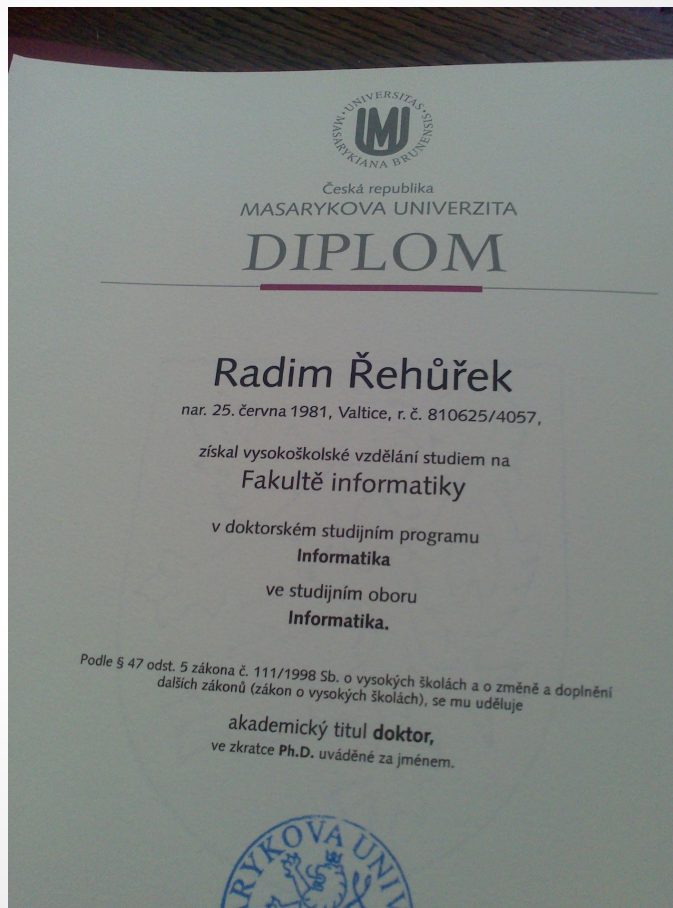 UNIVERSITAS
MASARYKIANA BRUNENSIS
MU
Česká republika
MASARYKOVA UNIVERZITA
DIPLOM
Radim Řehůřek
nar. 25. června 1981, Valtice, r. č. 810625/4057,
získal vysokoškolské vzdělání studiem na
Fakultě informatiky
v doktorském studijním programu
Informatika
ve studijním oboru
Informatika.
Podle § 47 odst. 5 zákona č. 111/1998 Sb. o vysokých školách a o změně a doplnění
dalších zákonů (zákon o vysokých školách), se mu uděluje
akademický titul doktor,
ve zkratce Ph.D. uváděné za jménem.
ARYKOVA UNIV